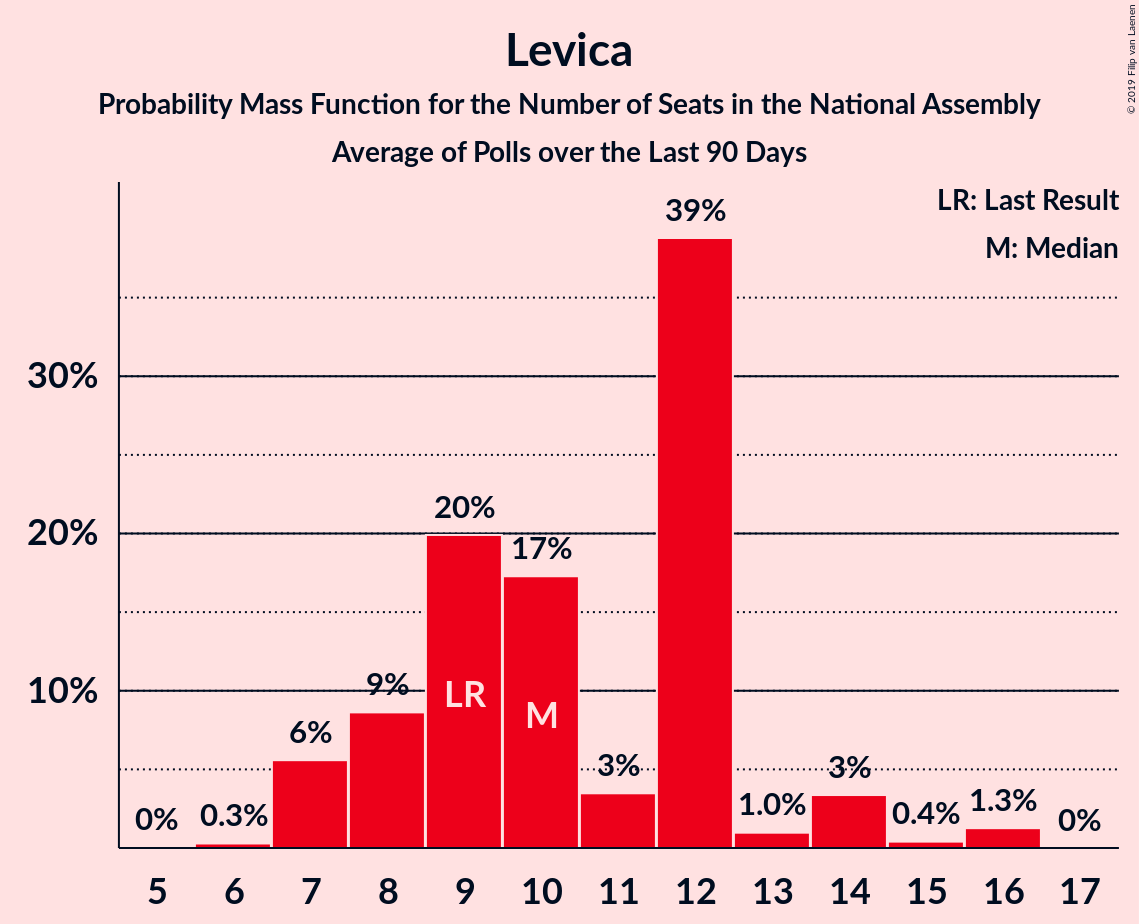 Levica
Probability Mass Function for the Number of Seats in the National Assembly
Average of Polls over the Last 90 Days
© 2019 Filip van Laenen
LR: Last Result
M: Median
39%
30%
20%
20%
17%
10%
9%
LR
M
6%
3%
3%
0%
0.3%
1.0%
0.4%
1.3%
0%
5 6 7 8 9 10 11 12 13 14 15 16 17